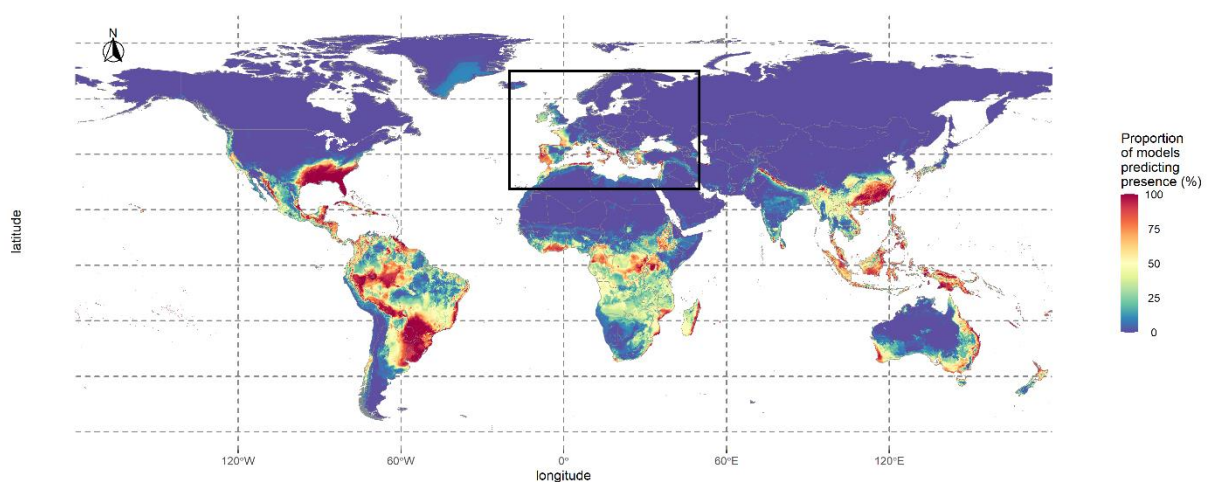 N
latitude
Proportion
of models
predicting
presence (%)
100
75
50
25
0
120°W
60°W
0°
60°E
120°E
longitude